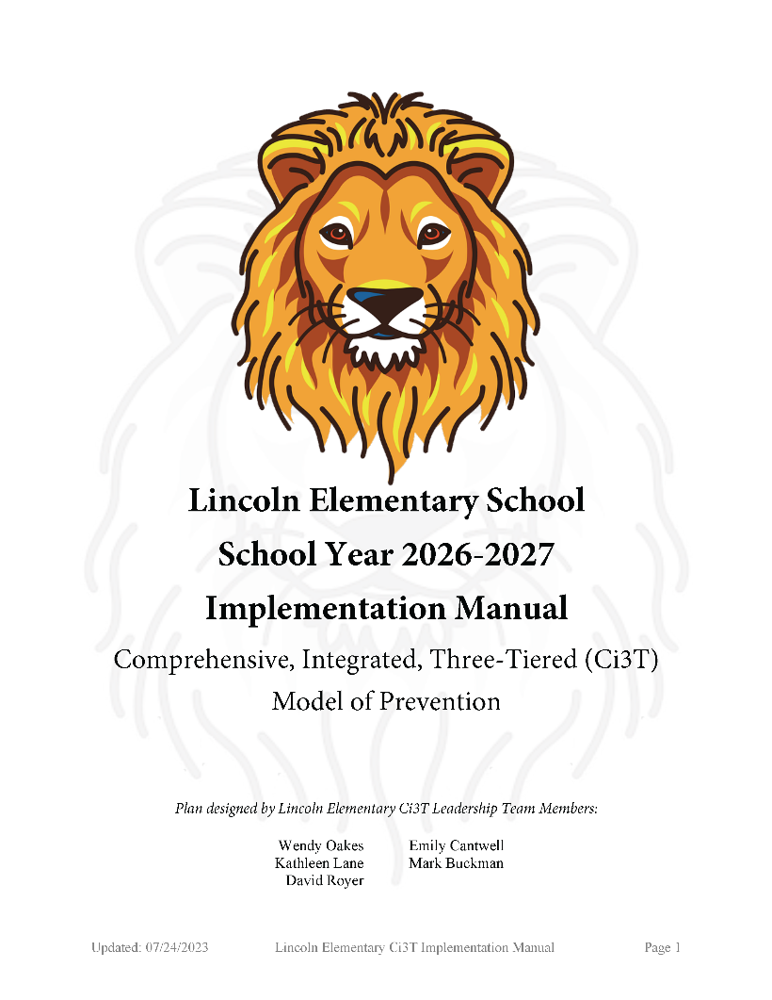 Lincoln Elementary School
School Year 2026-2027
Implementation Manual
Comprehensive, Integrated, Three-Tiered (Ci3T)
Model of Prevention
Plan designed by Lincoln Elementary Ci3T Leadership Team Members:
Wendy Oakes Emily Cantwell
Kathleen Lane Mark Buckman
David Royer
Updated: 07/24/2023 Lincoln Elementary Ci3T Implementation Manual Page 1